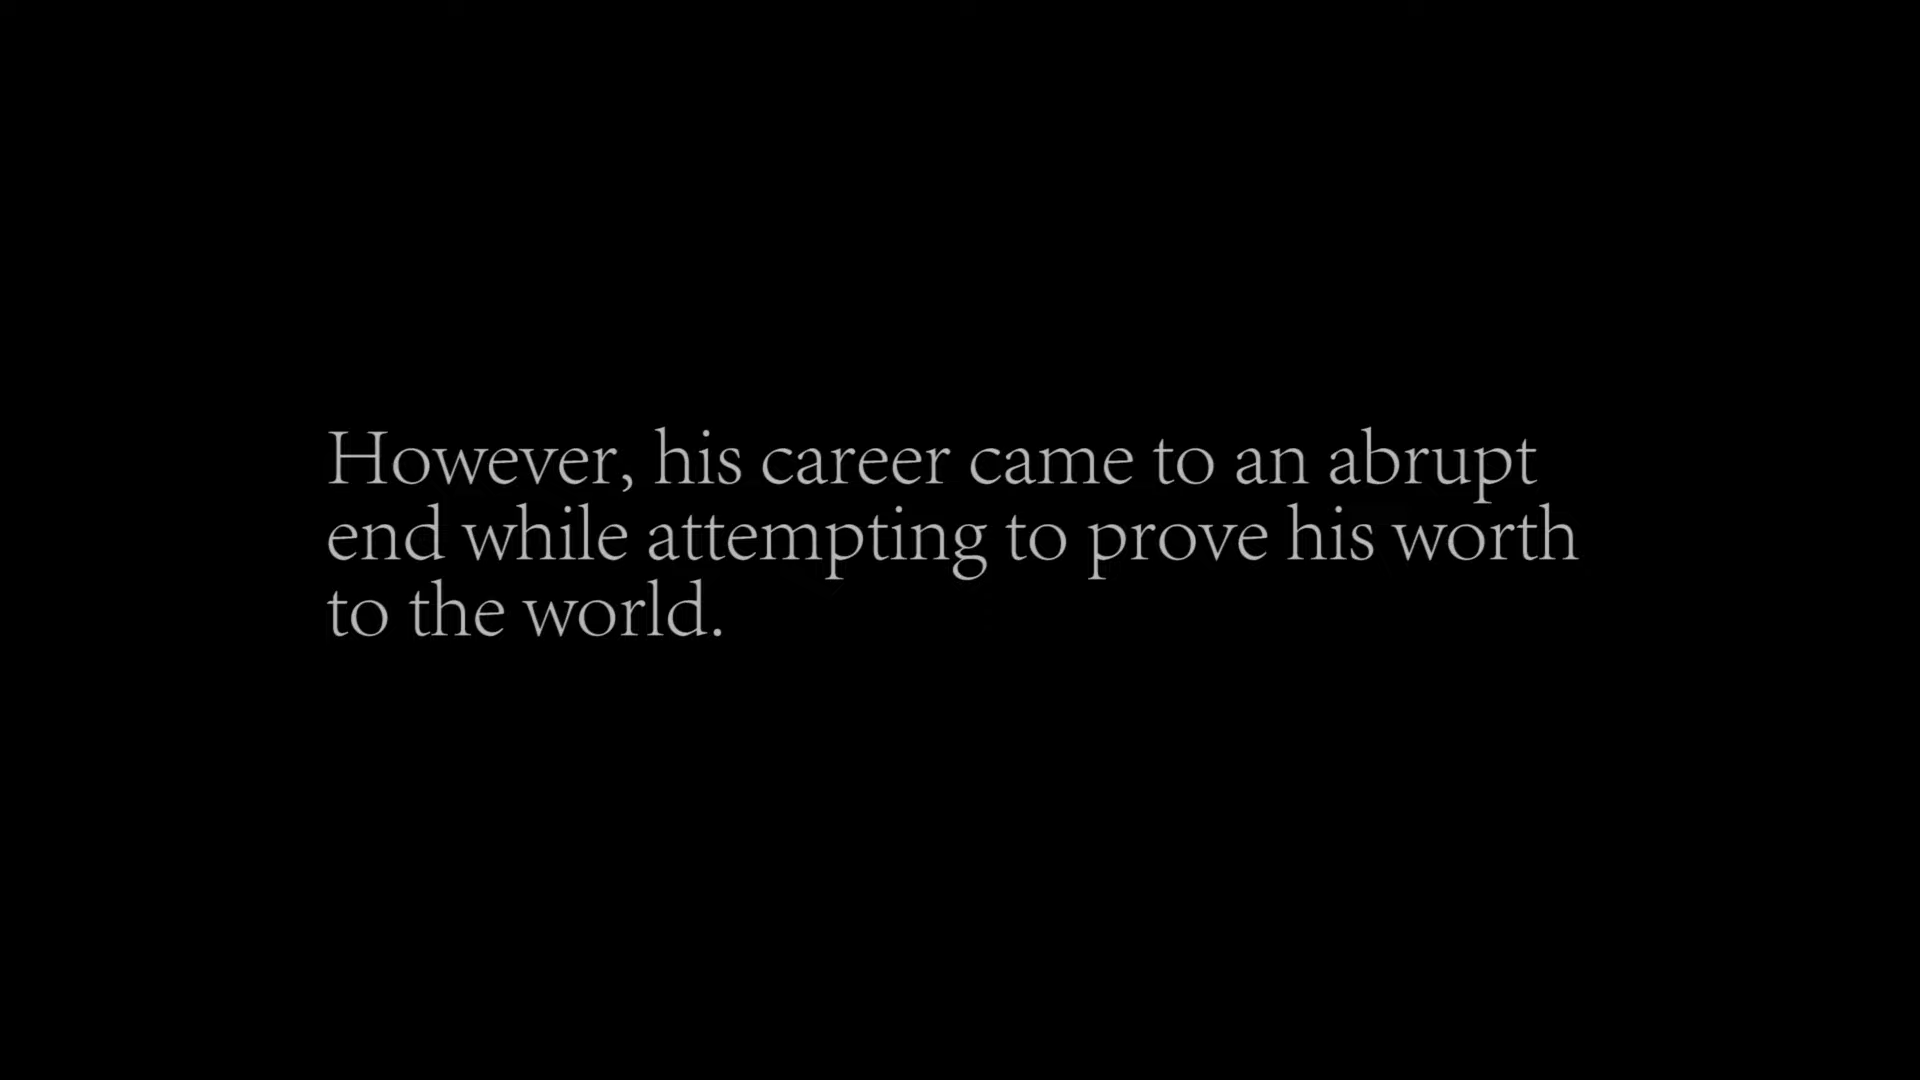 However, his career came to an abrupt
end while attempting to prove his worth
to the world.